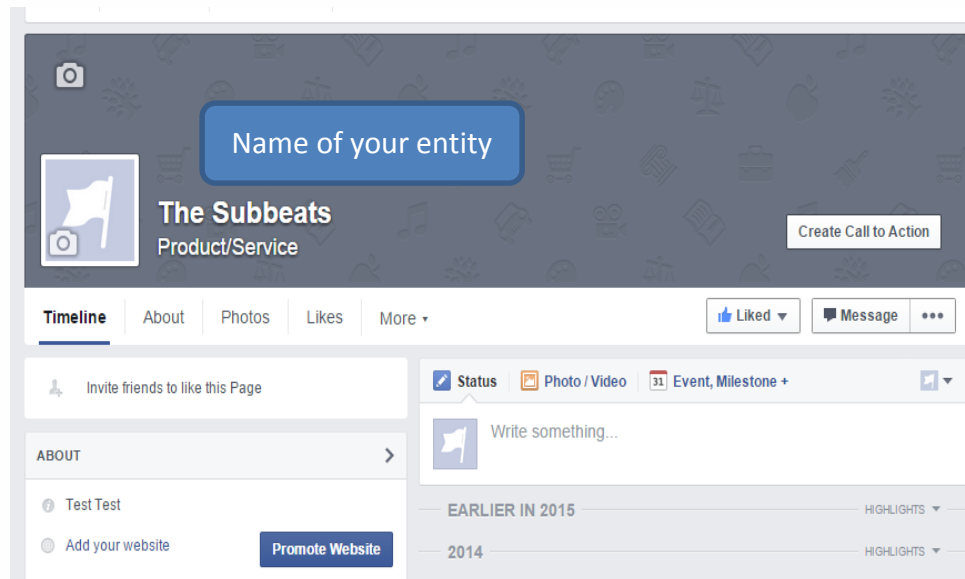 Name of your entity
The Subbeats
Product/Service
Create Call to Action
Timeline About Photos Likes More
Liked Message
Invite friends to like this Page
Status Photo / Video 31 Event, Milestone +
Write something...
ABOUT
Test Test
Add your website
Promote Website
EARLIER IN 2015 HIGHLIGHTS
2014 HIGHLIGHTS